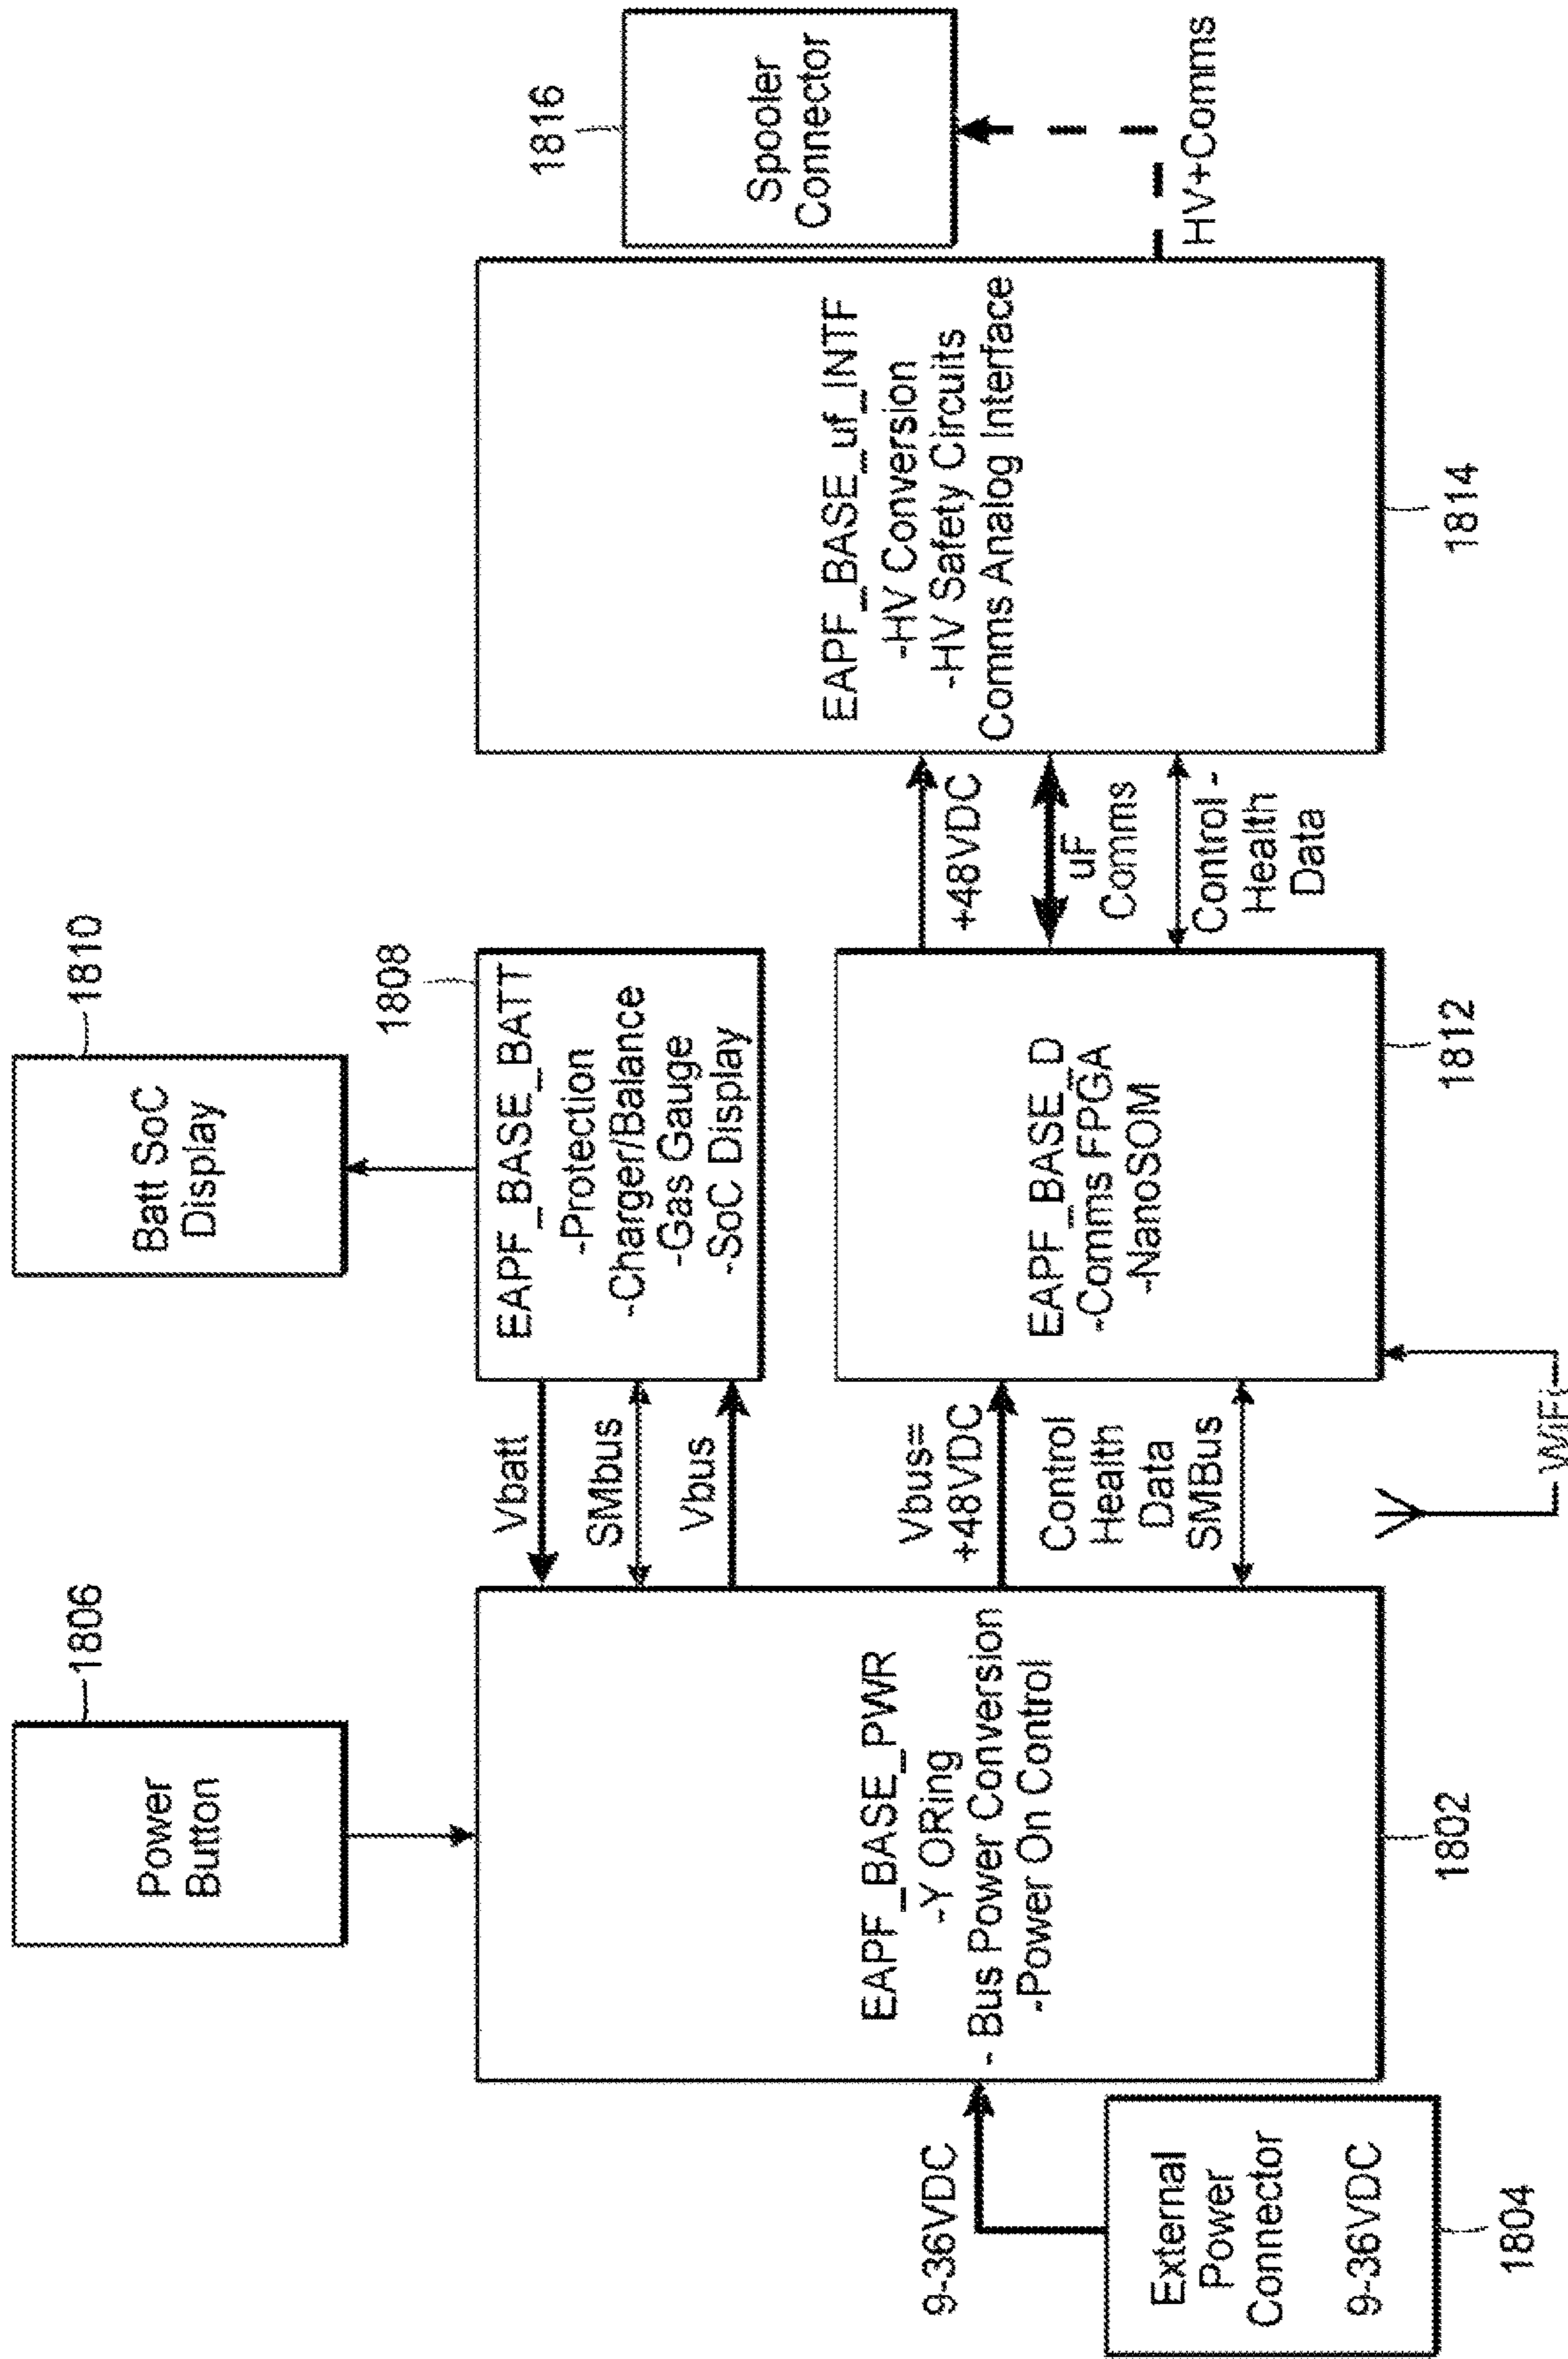 1806
Power
Button
1810
Batt SoC
Display
1816
Spooler
Connector
1808
EAPF_BASE_BATT
-Protection
-Charger/Balance
-Gas Gauge
-SoC Display
Vbatt
SMbus
Vbus
EAPF_BASE_PWR
-Y ORing
- Bus Power Conversion
-Power On Control
1802
9-36VDC
External
Power
Connector
9-36VDC
1804
Vbus=
+48VDC
Control
Health
Data
SMBus
WiFi
EAPF_BASE_D
-Comms FPGA
-NanoSOM
1812
+48VDC
uF
Comms
Control -
Health
Data
EAPF_BASE_uf_INTF
-HV Conversion
-HV Safety Circuits
Comms Analog Interface
1814
HV+Comms